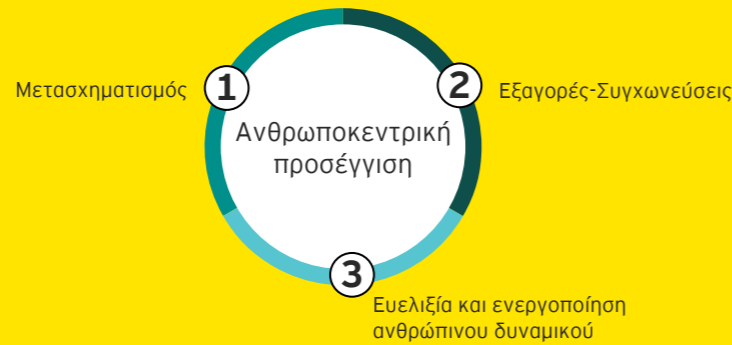 Μετασχηματισμός
1
2
Εξαγορές-Συγχωνεύσεις
Ανθρωποκεντρική
προσέγγιση
3
Ευελιξία και ενεργοποίηση
ανθρώπινου δυναμικού